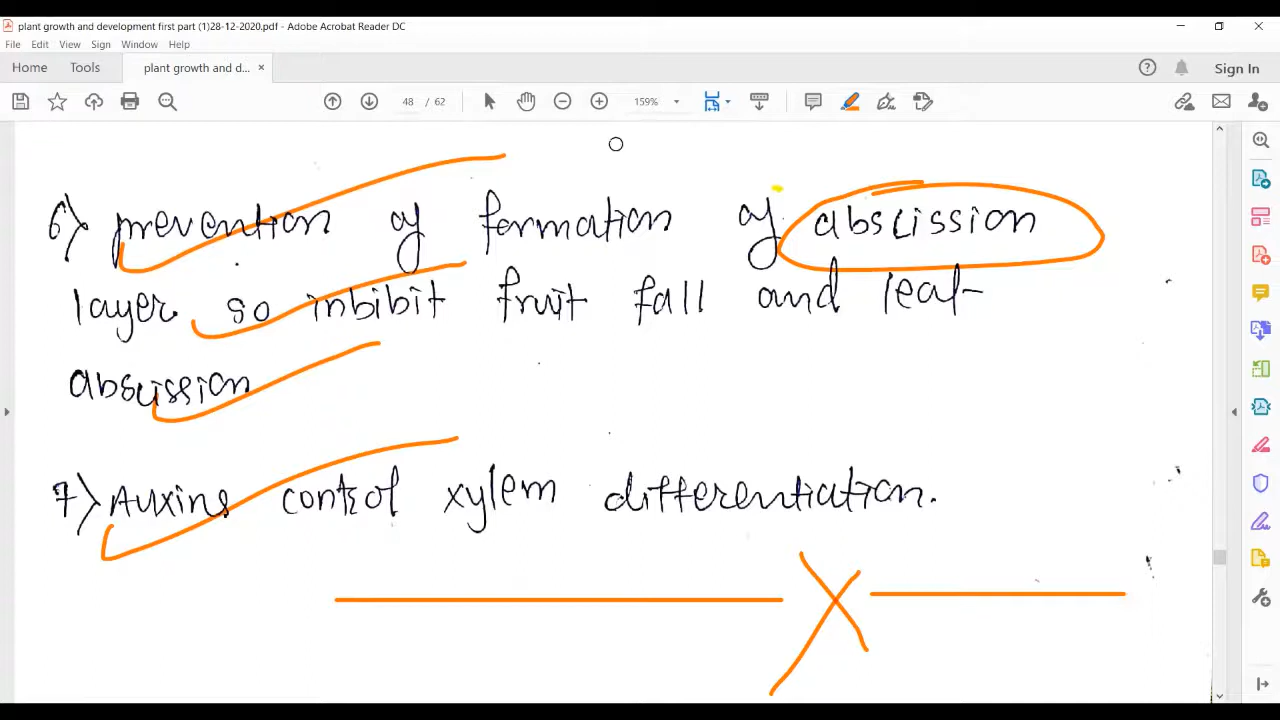 plant growth and development first part (1)28-12-2020.pdf - Adobe Acrobat Reader DC
File Edit View Sign Window Help
Home Tools plant growth and d... × Sign In
48 / 62 159%
6) prevention of formation of abscission
layer so inbibit fruit fall and leaf
abscission
7) Auxins control xylem differentiation.